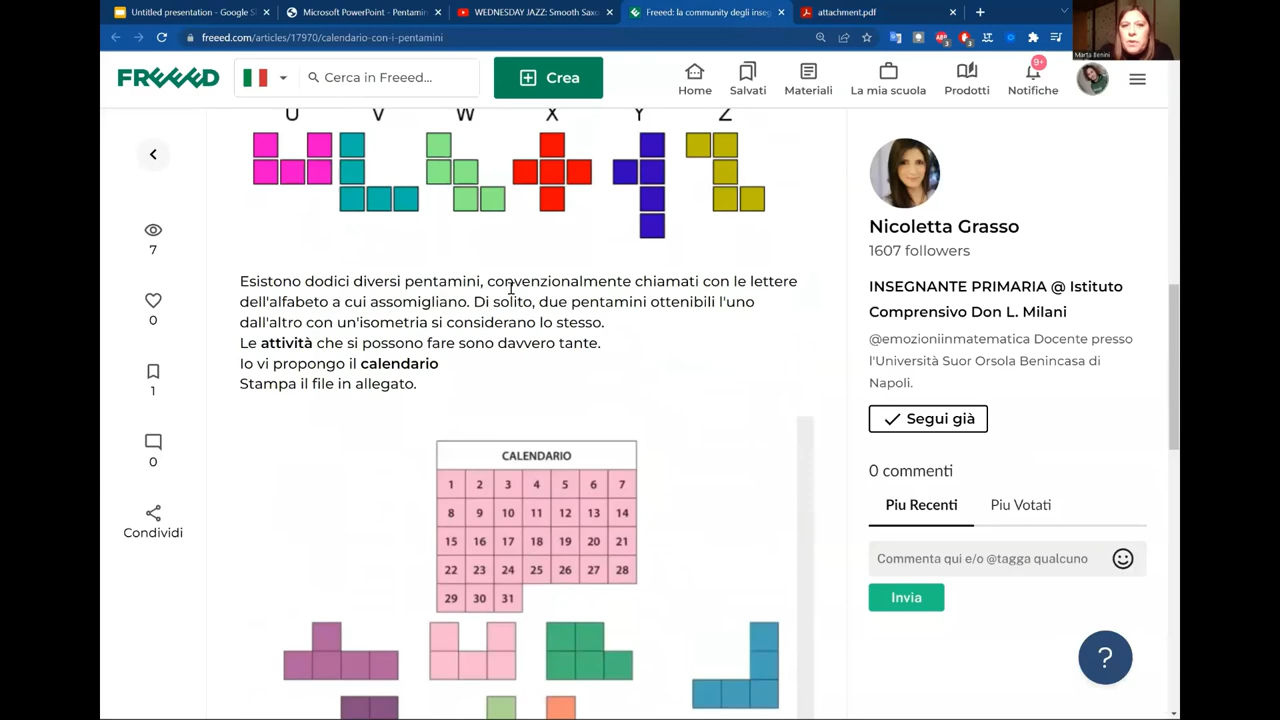 Untitled presentation - Google S
Microsoft PowerPoint - Pentamin
WEDNESDAY JAZZ: Smooth Saxo
Freeed: la community degli inseg
attachment.pdf
freeed.com/articles/17970/calendario-con-i-pentamini
Marta Benini
FREEED
Cerca in Freeed...
Crea
Home
Salvati
Materiali
La mia scuola
Prodotti
9+
Notifiche
U V W X Y Z
7
0
1
0
Condividi
Esistono dodici diversi pentamini, convenzionalmente chiamati con le lettere
dell'alfabeto a cui assomigliano. Di solito, due pentamini ottenibili l'uno
dall'altro con un'isometria si considerano lo stesso.
Le attività che si possono fare sono davvero tante.
Io vi propongo il calendario
Stampa il file in allegato.
CALENDARIO
1 2 3 4 5 6 7
8 9 10 11 12 13 14
15 16 17 18 19 20 21
22 23 24 25 26 27 28
29 30 31
Nicoletta Grasso
1607 followers
INSEGNANTE PRIMARIA @ Istituto
Comprensivo Don L. Milani
@emozioniinmatematica Docente presso
l'Università Suor Orsola Benincasa di
Napoli.
Segui già
0 commenti
Piu Recenti
Piu Votati
Commenta qui e/o @tagga qualcuno
Invia
?